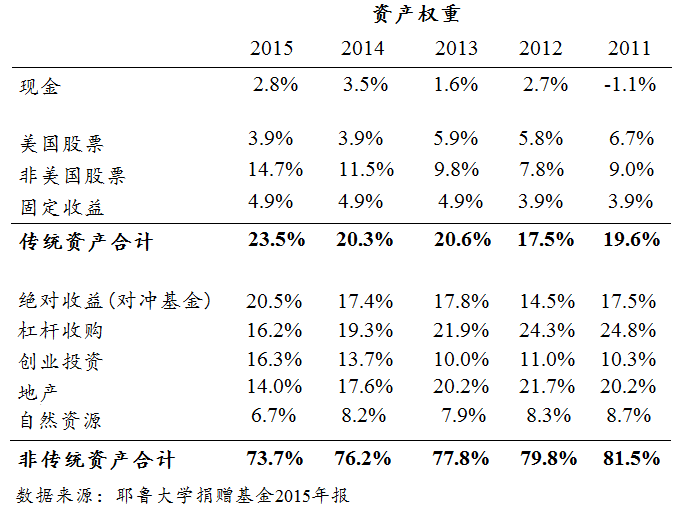 资产权重
2015 2014 2013 2012 2011
现金 2.8% 3.5% 1.6% 2.7% -1.1%
美国股票 3.9% 3.9% 5.9% 5.8% 6.7%
非美国股票 14.7% 11.5% 9.8% 7.8% 9.0%
固定收益 4.9% 4.9% 4.9% 3.9% 3.9%
传统资产合计 23.5% 20.3% 20.6% 17.5% 19.6%
绝对收益(对冲基金) 20.5% 17.4% 17.8% 14.5% 17.5%
杠杆收购 16.2% 19.3% 21.9% 24.3% 24.8%
创业投资 16.3% 13.7% 10.0% 11.0% 10.3%
地产 14.0% 17.6% 20.2% 21.7% 20.2%
自然资源 6.7% 8.2% 7.9% 8.3% 8.7%
非传统资产合计 73.7% 76.2% 77.8% 79.8% 81.5%
数据来源：耶鲁大学捐赠基金2015年报